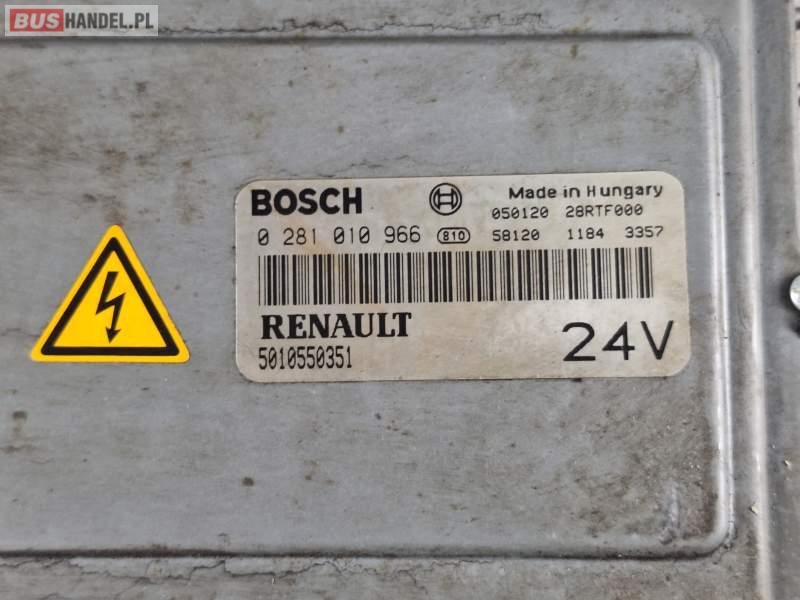 BUSHANDEL.PL
BOSCH Made in Hungary
050120 28RTF000
0 281 010 966 810 58120 1184 3357
RENAULT
5010550351 24V